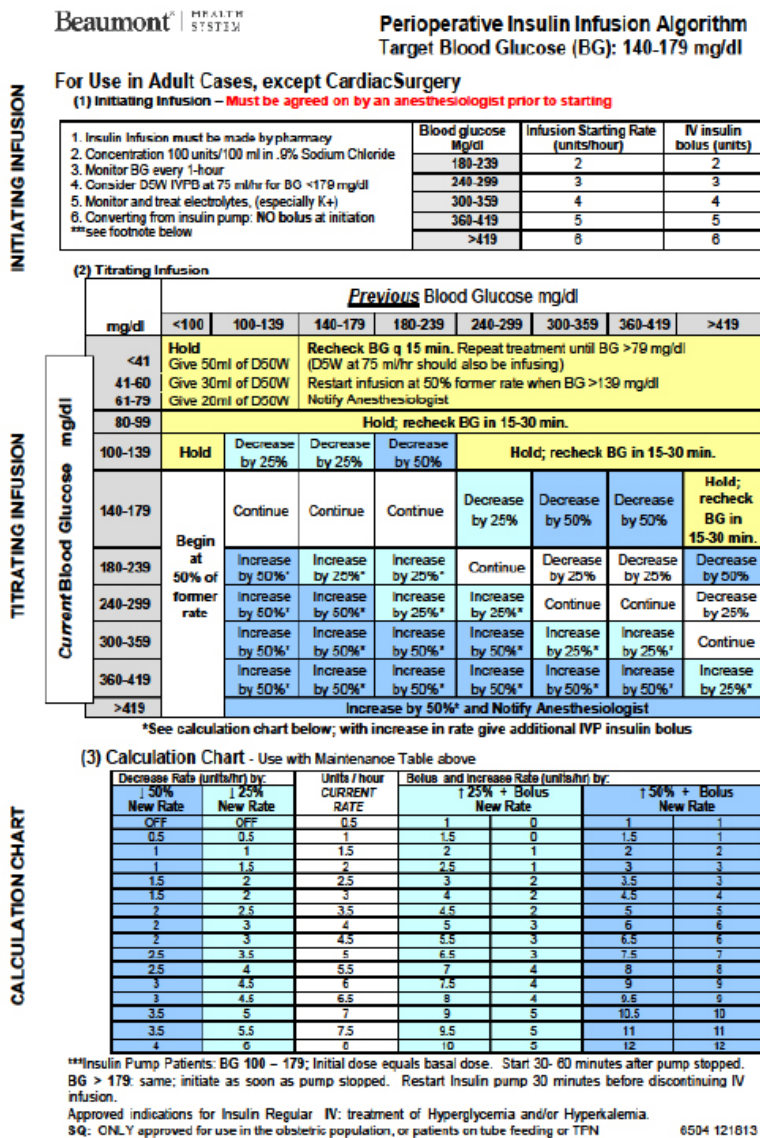 Beaumont HEALTH SYSTEM
Perioperative Insulin Infusion Algorithm
Target Blood Glucose (BG): 140-179 mg/dl
For Use in Adult Cases, except CardiacSurgery
(1) Initiating Infusion – Must be agreed on by an anesthesiologist prior to starting
INITIATING INFUSION
1. Insulin Infusion must be made by pharmacy
2. Concentration 100 units/100 ml in .9% Sodium Chloride
3. Monitor BG every 1-hour
4. Consider D5W IVPB at 75 ml/hr for BG <179 mg/dl
5. Monitor and treat electrolytes, (especially K+)
6. Converting from insulin pump: NO bolus at initiation
***see footnote below
Blood glucose Mg/dl | Infusion Starting Rate (units/hour) | IV insulin bolus (units)
180-239 2 2
240-299 3 3
300-359 4 4
360-419 5 5
>419 6 6
(2) Titrating Infusion
TITRATING INFUSION
Previous Blood Glucose mg/dl
mg/dl <100 100-139 140-179 180-239 240-299 300-359 360-419 >419
Current Blood Glucose mg/dl
Hold Recheck BG q 15 min. Repeat treatment until BG >79 mg/dl
<41 Give 50ml of D50W (D5W at 75 ml/hr should also be infusing)
41-60 Give 30ml of D50W Restart infusion at 50% former rate when BG >139 mg/dl
61-79 Give 20ml of D50W Notify Anesthesiologist
80-99 Hold; recheck BG in 15-30 min.
100-139 Hold Decrease by 25% Decrease by 25% Decrease by 50% Hold; recheck BG in 15-30 min.
Begin at 50% of former rate
140-179 Continue Continue Continue Decrease by 25% Decrease by 50% Decrease by 50% Hold; recheck BG in 15-30 min.
180-239 Increase by 50%* Increase by 25%* Increase by 25%* Continue Decrease by 25% Decrease by 25% Decrease by 50%
240-299 Increase by 50%* Increase by 50%* Increase by 25%* Increase by 25%* Continue Continue Decrease by 25%
300-359 Increase by 50%* Increase by 50%* Increase by 50%* Increase by 50%* Increase by 25%* Increase by 25%* Continue
360-419 Increase by 50%* Increase by 50%* Increase by 50%* Increase by 50%* Increase by 50%* Increase by 50%* Increase by 25%*
>419 Increase by 50%* and Notify Anesthesiologist
*See calculation chart below; with increase in rate give additional IVP insulin bolus
(3) Calculation Chart - Use with Maintenance Table above
CALCULATION CHART
Decrease Rate (units/hr) by: Units / hour Bolus and Increase Rate (units/hr) by:
↓50% New Rate ↓25% New Rate CURRENT RATE ↑25% + Bolus New Rate ↑50% + Bolus New Rate
OFF OFF 0.5 1 0 1 1
0.5 0.5 1 1.5 0 1.5 1
1 1 1.5 2 1 2 2
1 1.5 2 2.5 1 3 3
1.5 2 2.5 3 2 3.5 3
1.5 2 3 4 2 4.5 4
2 2.5 3.5 4.5 2 5 5
2 3 4 5 3 6 6
2 3 4.5 5.5 3 6.5 6
2.5 3.5 5 6.5 3 7.5 7
2.5 4 5.5 7 4 8 8
3 4.5 6 7.5 4 9 9
3 4.5 6.5 8 4 9.5 9
3.5 5 7 9 5 10.5 10
3.5 5.5 7.5 9.5 5 11 11
4 6 8 10 5 12 12
***Insulin Pump Patients: BG 100 – 179; Initial dose equals basal dose. Start 30- 60 minutes after pump stopped.
BG > 179: same; initiate as soon as pump stopped. Restart Insulin pump 30 minutes before discontinuing IV
infusion.
Approved indications for Insulin Regular IV: treatment of Hyperglycemia and/or Hyperkalemia.
SQ: ONLY approved for use in the obstetric population, or patients on tube feeding or TPN 6504 121813